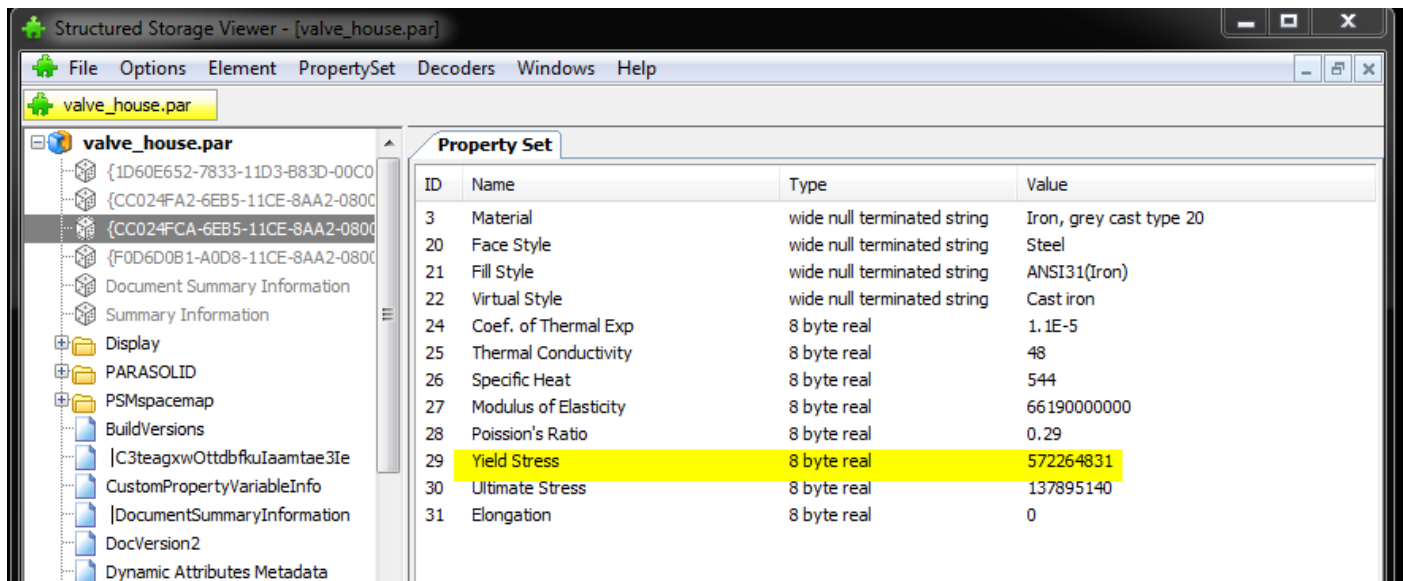 Structured Storage Viewer - [valve_house.par]
File Options Element PropertySet Decoders Windows Help
valve_house.par
valve_house.par
{1D60E652-7833-11D3-B83D-00C0
{CC024FA2-6EB5-11CE-8AA2-0800
{CC024FCA-6EB5-11CE-8AA2-0800
{F0D6D0B1-A0D8-11CE-8AA2-0800
Document Summary Information
Summary Information
Display
PARASOLID
PSMspacemap
BuildVersions
|C3teagxwOttdbfkuIaamtae3Ie
CustomPropertyVariableInfo
|DocumentSummaryInformation
DocVersion2
Dynamic Attributes Metadata
Property Set
ID Name Type Value
3 Material wide null terminated string Iron, grey cast type 20
20 Face Style wide null terminated string Steel
21 Fill Style wide null terminated string ANSI31(Iron)
22 Virtual Style wide null terminated string Cast iron
24 Coef. of Thermal Exp 8 byte real 1.1E-5
25 Thermal Conductivity 8 byte real 48
26 Specific Heat 8 byte real 544
27 Modulus of Elasticity 8 byte real 66190000000
28 Poission's Ratio 8 byte real 0.29
29 Yield Stress 8 byte real 572264831
30 Ultimate Stress 8 byte real 137895140
31 Elongation 8 byte real 0